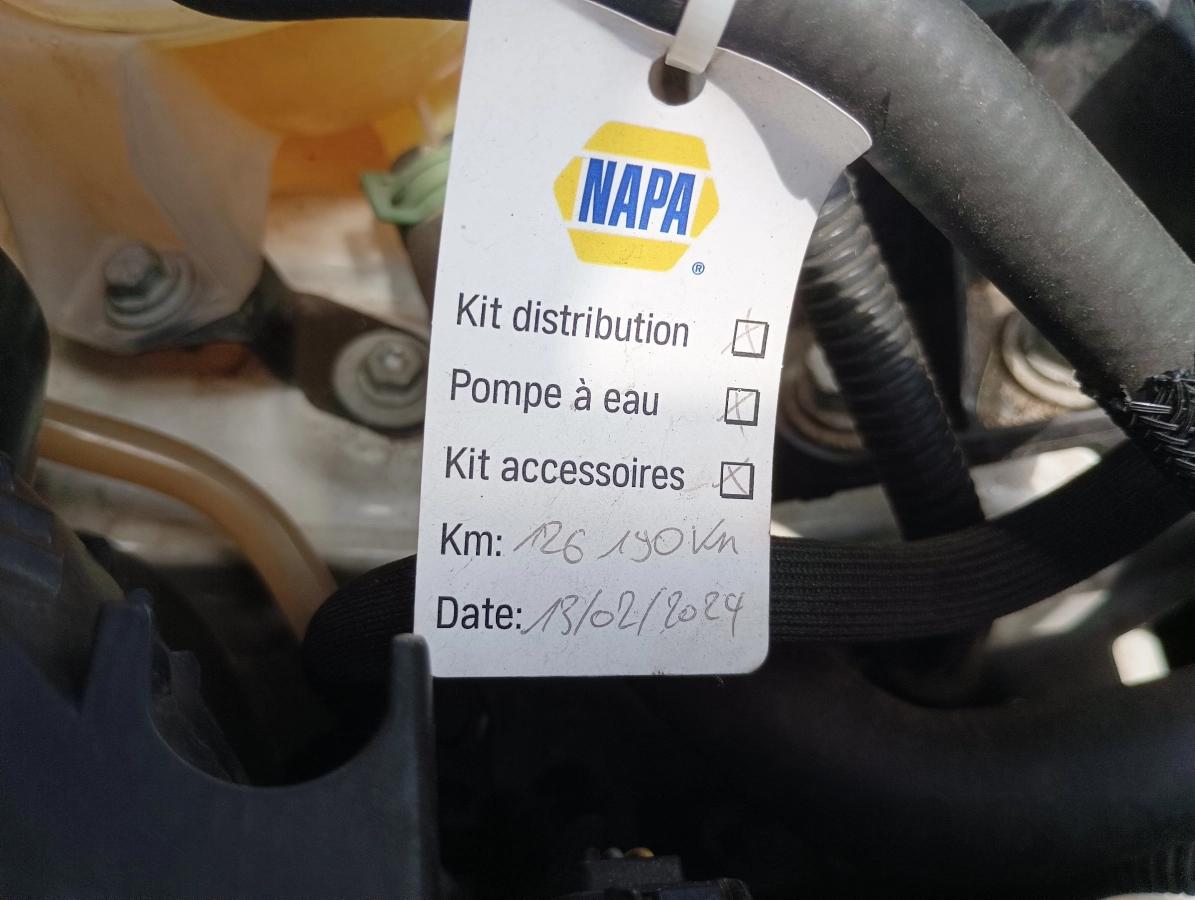 NAPA
®
Kit distribution
Pompe à eau
Kit accessoires
Km: 126 190 Km
Date: 13/02/2024